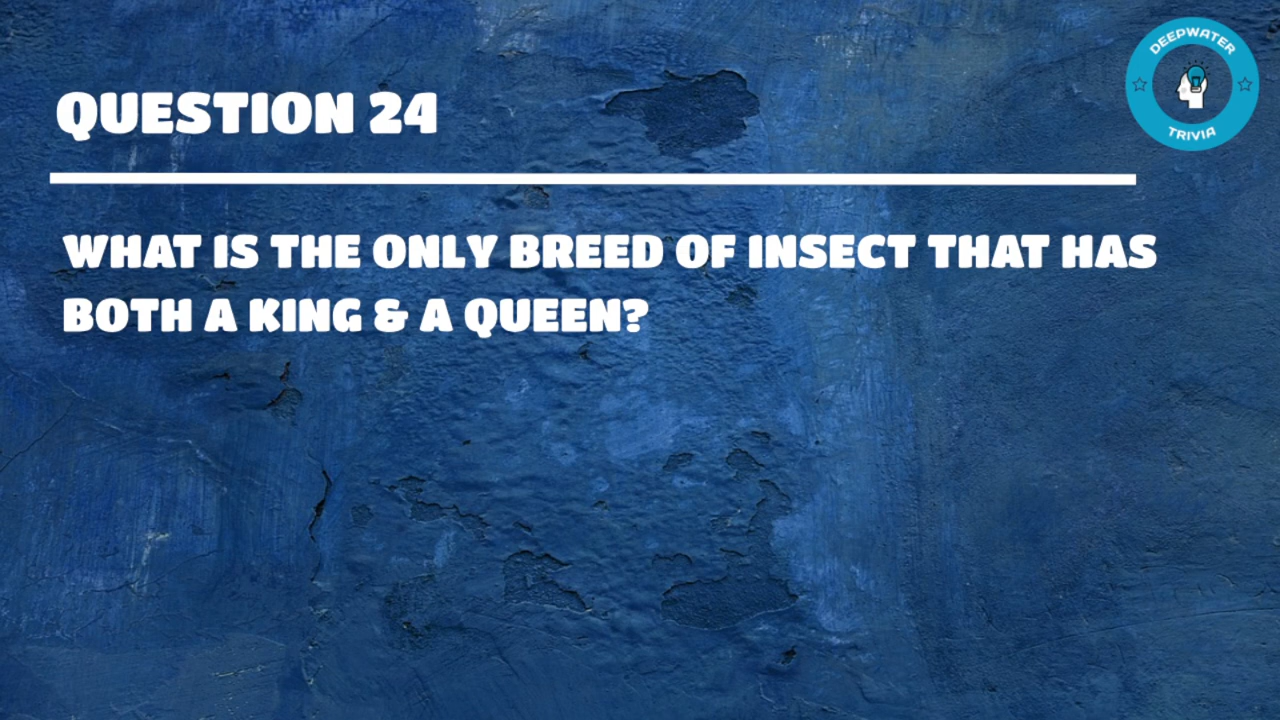 DEEPWATER
TRIVIA
QUESTION 24
WHAT IS THE ONLY BREED OF INSECT THAT HAS
BOTH A KING & A QUEEN?